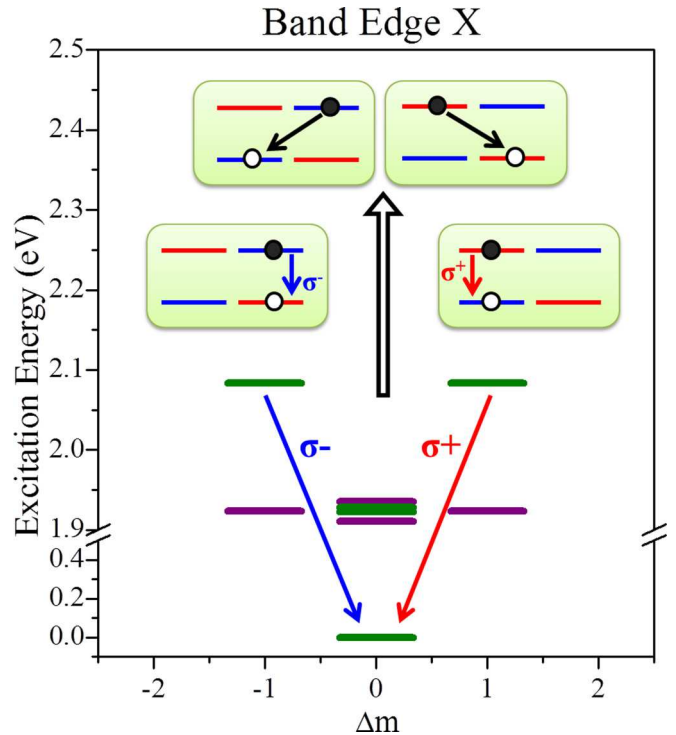 Band Edge X
Excitation Energy (eV)
2.5
2.4
2.3
2.2
2.1
2.0
1.9
0.4
0.2
0.0
σ-
σ+
σ-
σ+
-2 -1 0 1 2
Δm